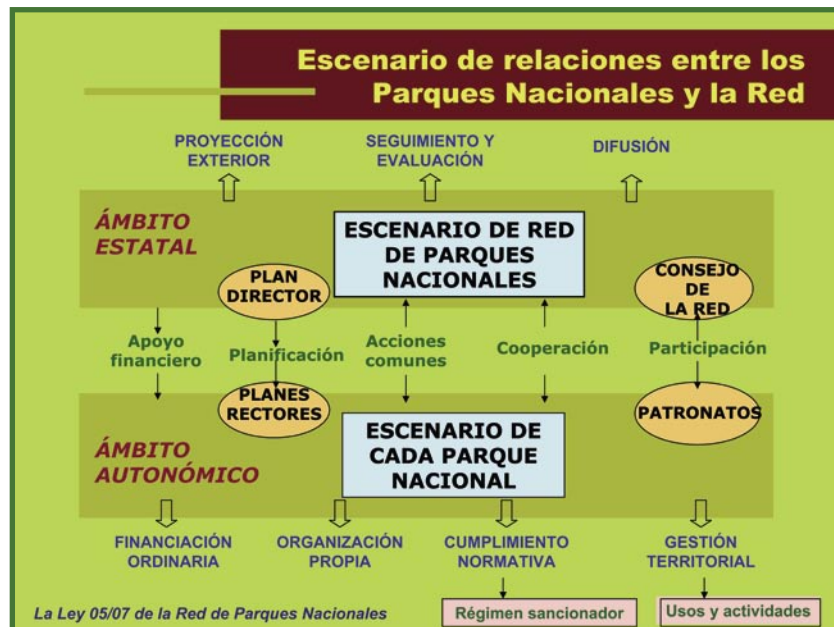 Escenario de relaciones entre los
Parques Nacionales y la Red
PROYECCIÓN
EXTERIOR
SEGUIMIENTO Y
EVALUACIÓN
DIFUSIÓN
ÁMBITO
ESTATAL
ESCENARIO DE RED
DE PARQUES
NACIONALES
PLAN
DIRECTOR
CONSEJO
DE
LA RED
Apoyo
financiero
Planificación
Acciones
comunes
Cooperación
Participación
PLANES
RECTORES
PATRONATOS
ÁMBITO
AUTONÓMICO
ESCENARIO DE
CADA PARQUE
NACIONAL
FINANCIACIÓN
ORDINARIA
ORGANIZACIÓN
PROPIA
CUMPLIMIENTO
NORMATIVA
GESTIÓN
TERRITORIAL
La Ley 05/07 de la Red de Parques Nacionales
Régimen sancionador
Usos y actividades